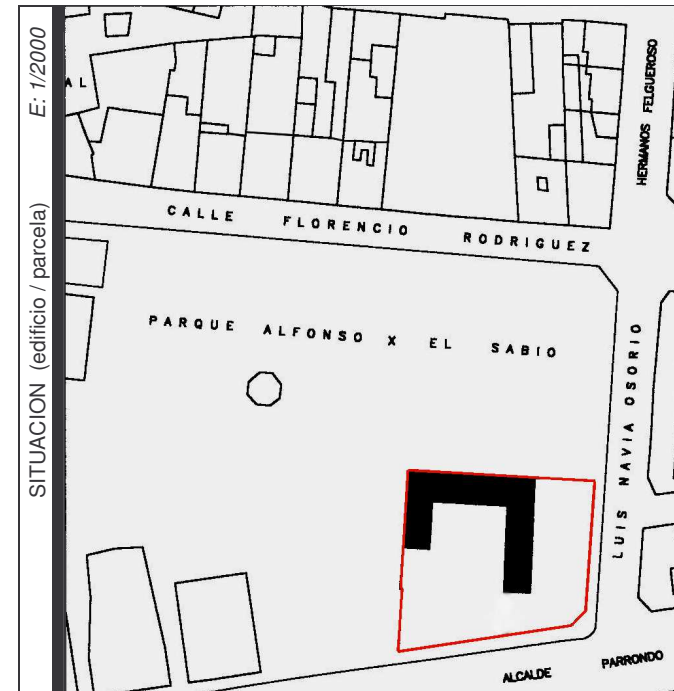 SITUACION (edificio / parcela) E: 1/2000
A L
HERMANOS FELGUEROSO
CALLE FLORENCIO RODRIGUEZ
PARQUE ALFONSO X EL SABIO
LUIS NAVIA OSORIO
ALCALDE PARRONDO